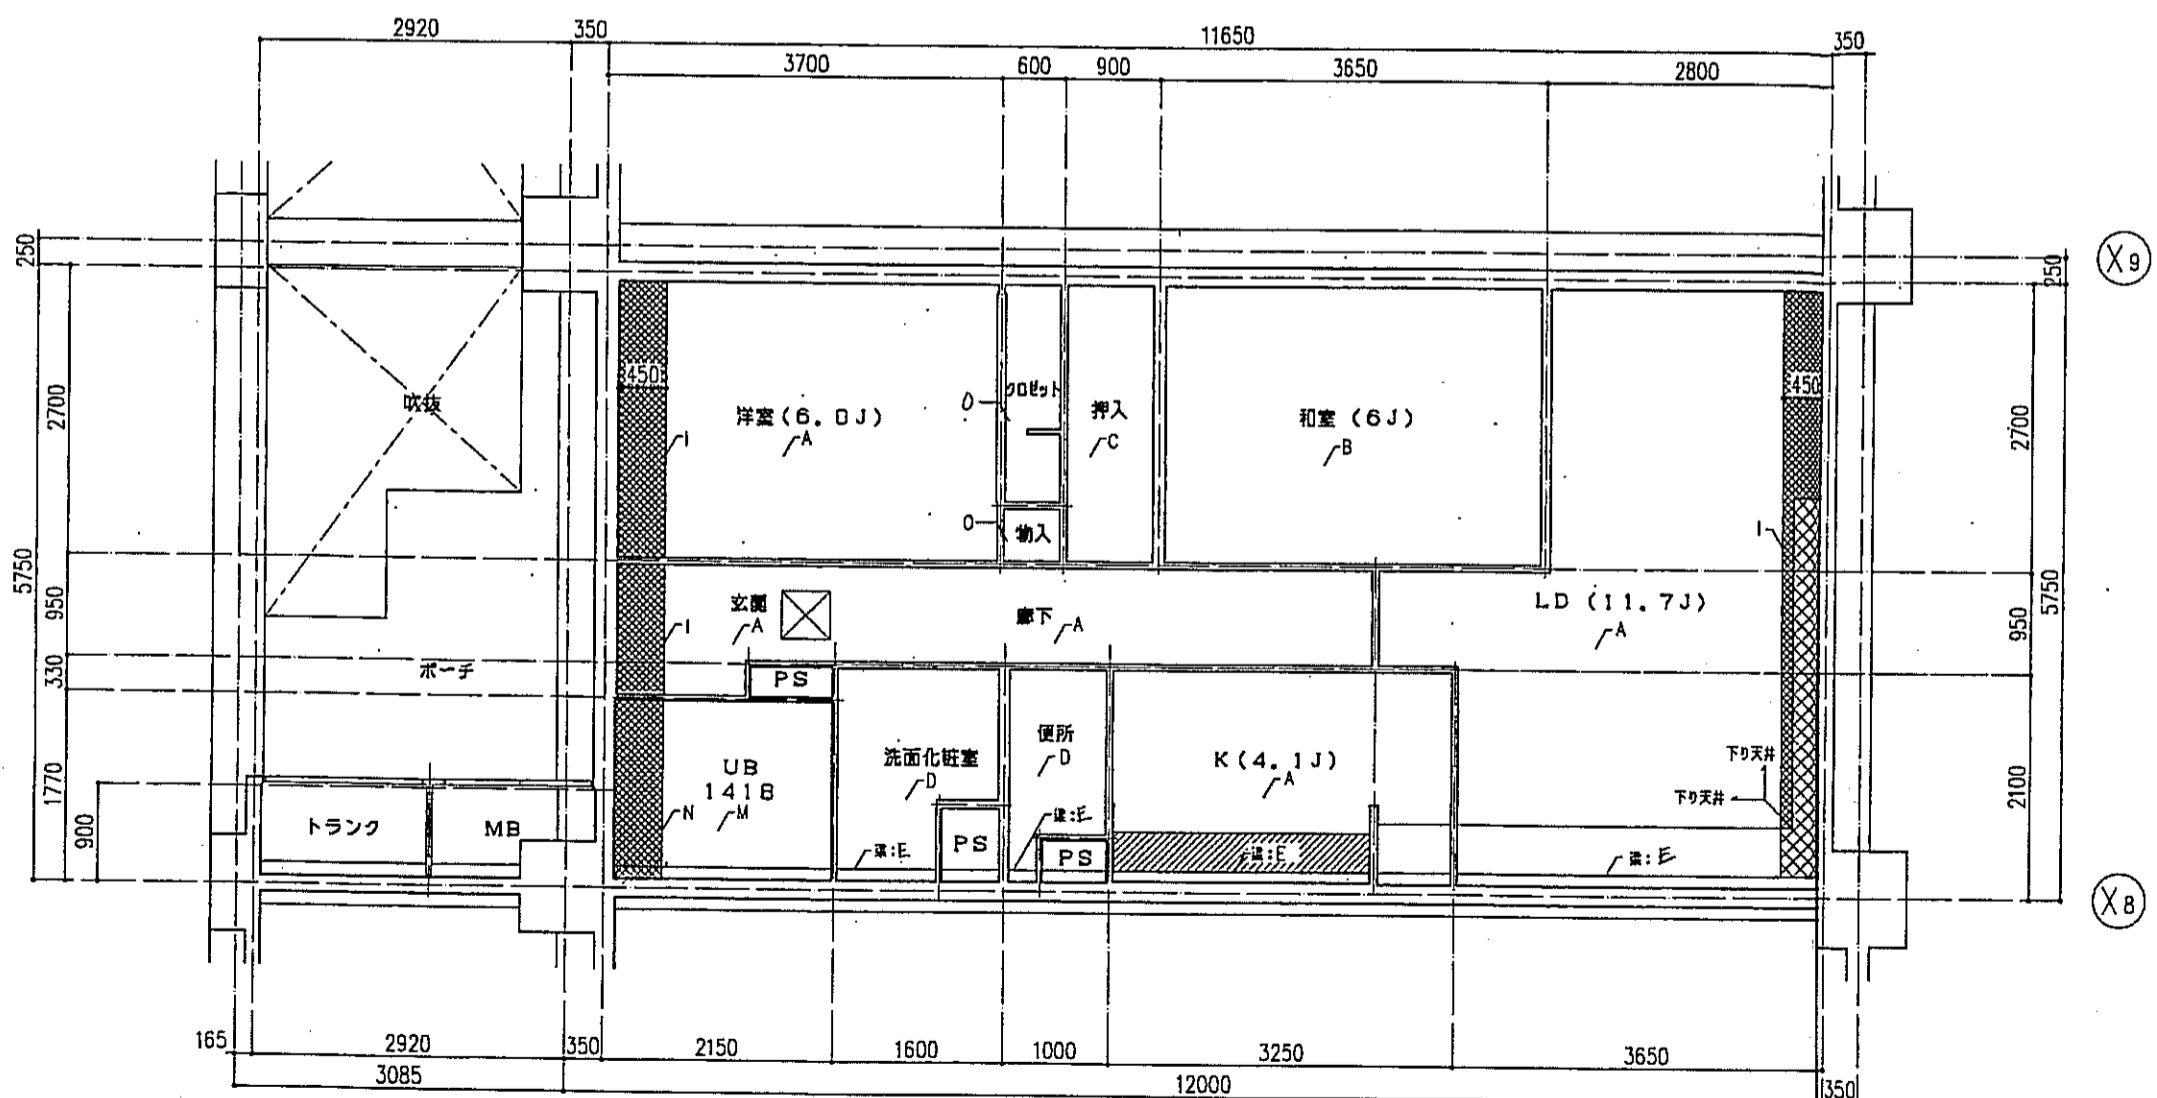 2920
350
11650
350
3700
600
900
3650
2800
X9
250
250
2700
950
330
1770
5750
900
2700
950
2100
5750
吹抜
450
I
洋室(6.0J)
A
O
クロゼット
押入
C
和室(6J)
B
450
I
O
物入
I
玄関
A
廊下
A
LD(11.7J)
A
ポーチ
PS
UB
1418
M
N
洗面化粧室
D
便所
D
K(4.1J)
A
下り天井
下り天井
トランク
MB
梁:E
PS
梁:E
PS
梁:E
梁:E
X8
165
2920
350
2150
1600
1000
3250
3650
3085
12000
350